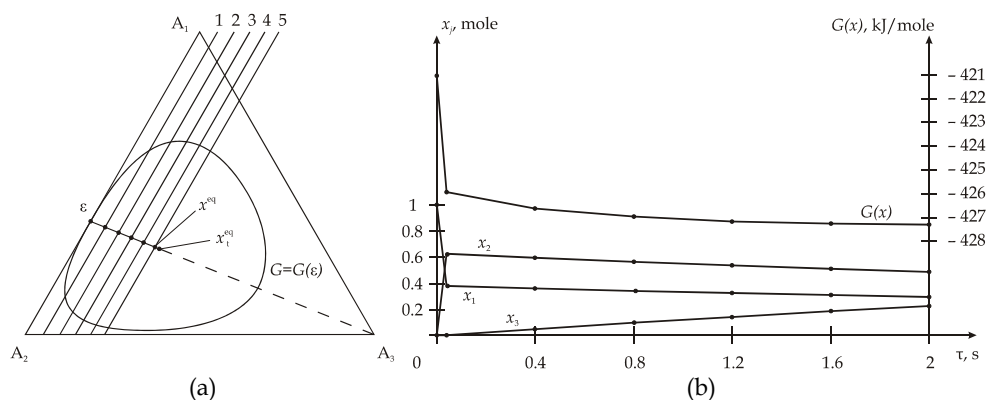 A₁
1 2 3 4 5
ε
x^eq
x_t^eq
G=G(ε)
A₂
A₃
(a)
x_j, mole
G(x), kJ/mole
– 421
– 422
– 423
– 424
– 425
– 426
– 427
– 428
1
0.8
0.6
0.4
0.2
G(x)
x₂
x₁
x₃
0
0.4
0.8
1.2
1.6
2
τ, s
(b)